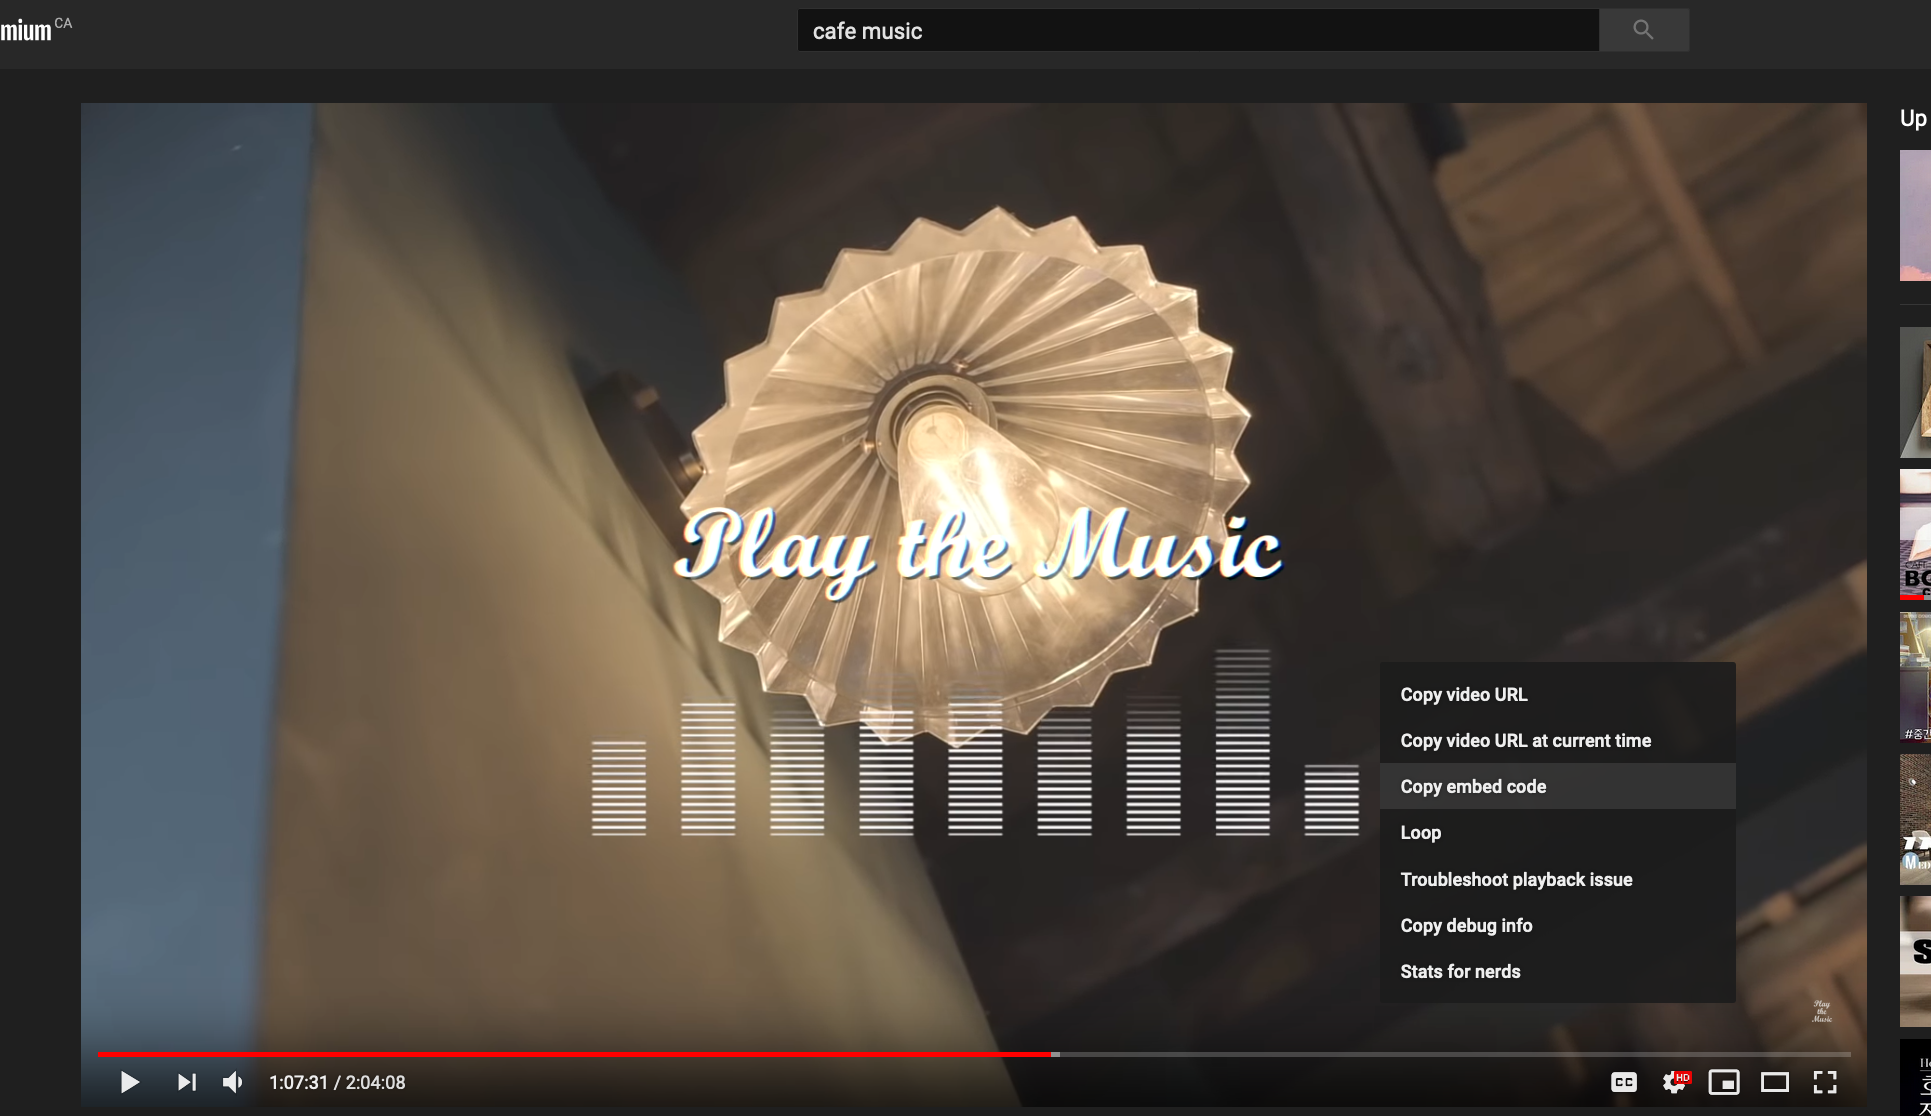 mium CA
cafe music
Up
Play the Music
Copy video URL
Copy video URL at current time
Copy embed code
Loop
Troubleshoot playback issue
Copy debug info
Stats for nerds
Play
the
Music
1:07:31 / 2:04:08
CC
HD